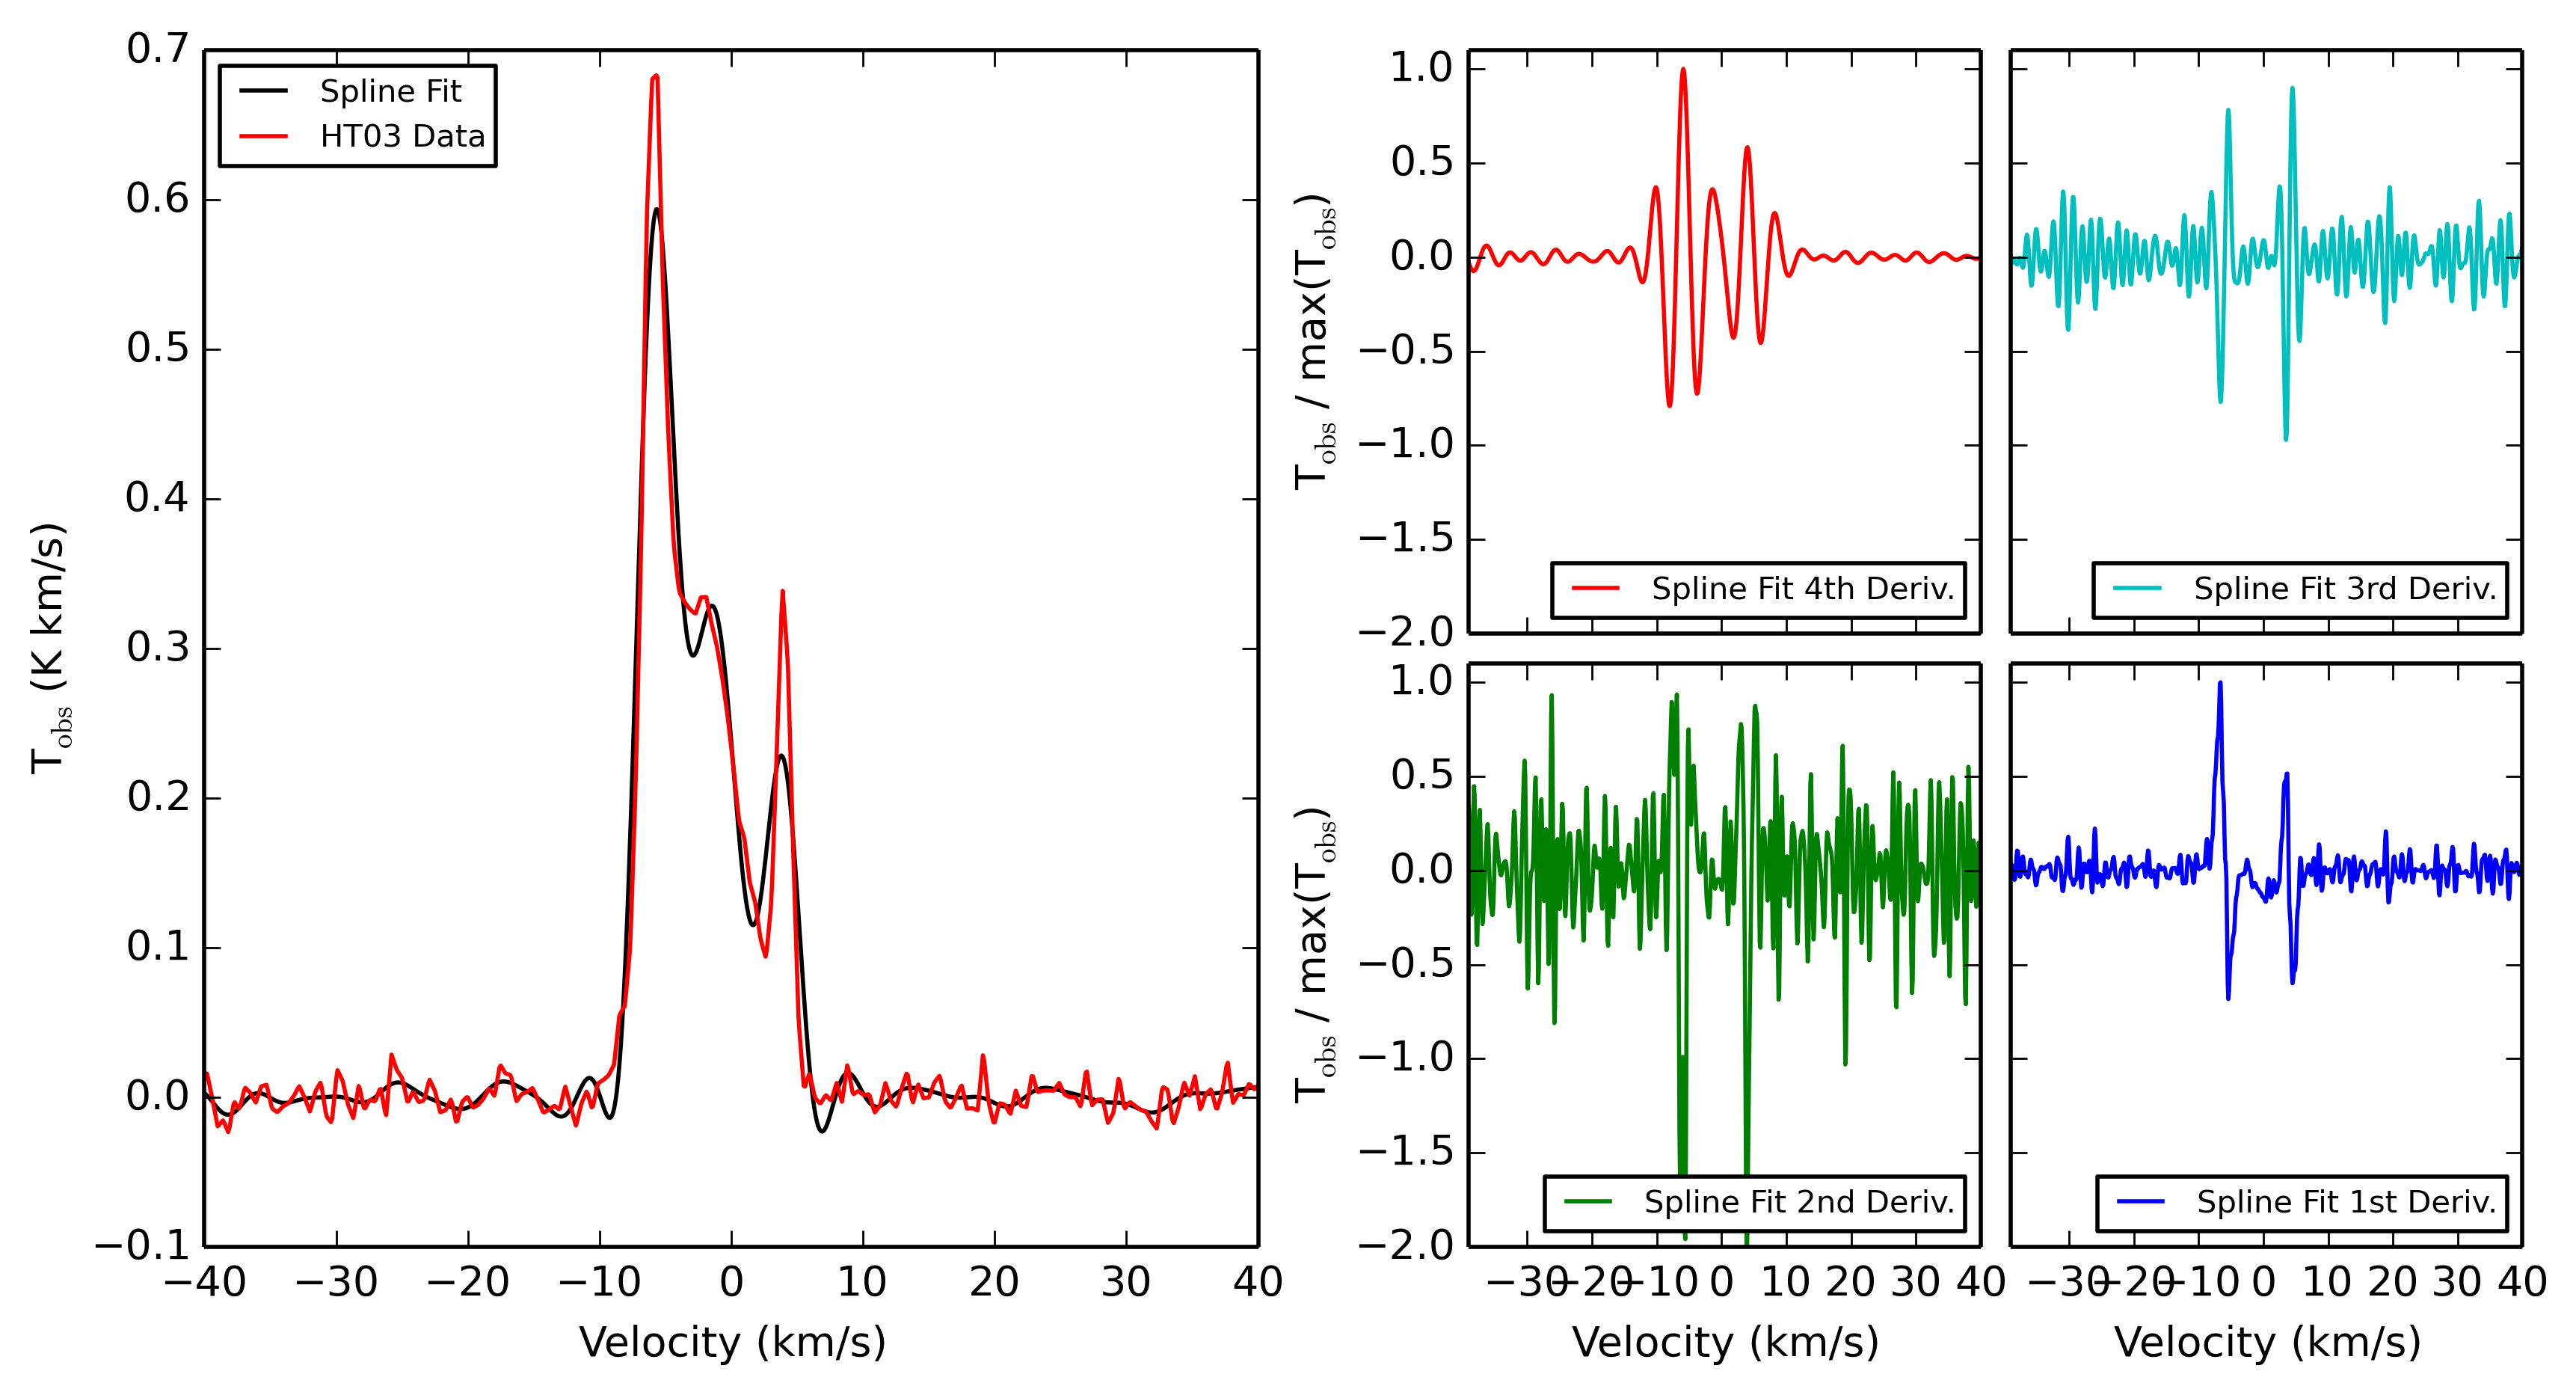 0.7
0.6
0.5
0.4
0.3
0.2
0.1
0.0
−0.1
T_obs (K km/s)
Spline Fit
HT03 Data
−40 −30 −20 −10 0 10 20 30 40
Velocity (km/s)
1.0
0.5
0.0
−0.5
−1.0
−1.5
−2.0
T_obs / max(T_obs)
Spline Fit 4th Deriv.
Spline Fit 3rd Deriv.
1.0
0.5
0.0
−0.5
−1.0
−1.5
−2.0
T_obs / max(T_obs)
Spline Fit 2nd Deriv.
Spline Fit 1st Deriv.
−30 −20 −10 0 10 20 30 40
−30 −20 −10 0 10 20 30 40
Velocity (km/s)
Velocity (km/s)